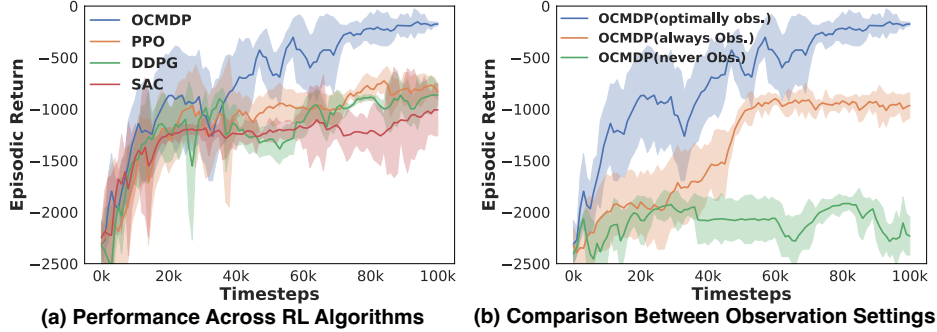 0
−500
−1000
−1500
−2000
−2500
Episodic Return
OCMDP
PPO
DDPG
SAC
0k 20k 40k 60k 80k 100k
Timesteps
(a) Performance Across RL Algorithms
0
−500
−1000
−1500
−2000
−2500
Episodic Return
OCMDP(optimally obs.)
OCMDP(always Obs.)
OCMDP(never Obs.)
0k 20k 40k 60k 80k 100k
Timesteps
(b) Comparison Between Observation Settings